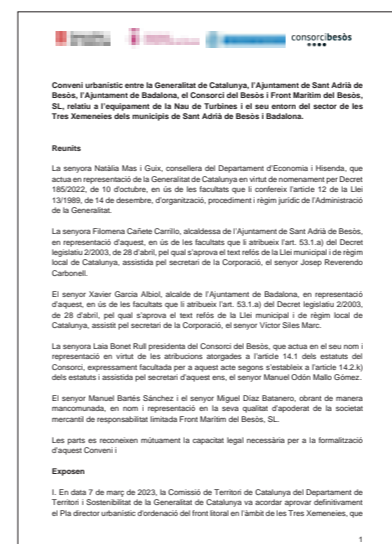 consorcibesòs
Conveni urbanístic entre la Generalitat de Catalunya, l'Ajuntament de Sant Adrià de
Besòs, l'Ajuntament de Badalona, el Consorci del Besòs i Front Marítim del Besòs,
SL, relatiu a l'equipament de la Nau de Turbines i el seu entorn del sector de les
Tres Xemeneies dels municipis de Sant Adrià de Besòs i Badalona.
Reunits
La senyora Natàlia Mas i Guix, consellera del Departament d'Economia i Hisenda, que
actua en representació de la Generalitat de Catalunya en virtut de nomenament per Decret
185/2022, de 10 d'octubre, en ús de les facultats que li confereix l'article 12 de la Llei
13/1989, de 14 de desembre, d'organització, procediment i règim jurídic de l'Administració
de la Generalitat.
La senyora Filomena Cañete Carrillo, alcaldessa de l'Ajuntament de Sant Adrià de Besòs,
en representació d'aquest, en ús de les facultats que li atribueix l'art. 53.1.a) del Decret
legislatiu 2/2003, de 28 d'abril, pel qual s'aprova el text refós de la Llei municipal i de règim
local de Catalunya, assistida pel secretari de la Corporació, el senyor Josep Reverendo
Carbonell.
El senyor Xavier Garcia Albiol, alcalde de l'Ajuntament de Badalona, en representació
d'aquest, en ús de les facultats que li atribueix l'art. 53.1.a) del Decret legislatiu 2/2003,
de 28 d'abril, pel qual s'aprova el text refós de la Llei municipal i de règim local de
Catalunya, assistit pel secretari de la Corporació, el senyor Víctor Siles Marc.
La senyora Laia Bonet Rull presidenta del Consorci del Besòs, que actua en el seu nom i
representació en virtut de les atribucions atorgades a l'article 14.1 dels estatuts del
Consorci, expressament facultada per a aquest acte segons s'estableix a l'article 14.2.k)
dels estatuts i assistida pel secretari d'aquest ens, el senyor Manuel Odón Mallo Gómez.
El senyor Manuel Bartès Sánchez i el senyor Miguel Díaz Batanero, obrant de manera
mancomunada, en nom i representació en la seva qualitat d'apoderat de la societat
mercantil de responsabilitat limitada Front Marítim del Besòs, SL.
Les parts es reconeixen mútuament la capacitat legal necessària per a la formalització
d'aquest Conveni i
Exposen
I. En data 7 de març de 2023, la Comissió de Territori de Catalunya del Departament de
Territori i Sostenibilitat de la Generalitat de Catalunya va acordar aprovar definitivament
el Pla director urbanístic d'ordenació del front litoral en l'àmbit de les Tres Xemeneies, que
1